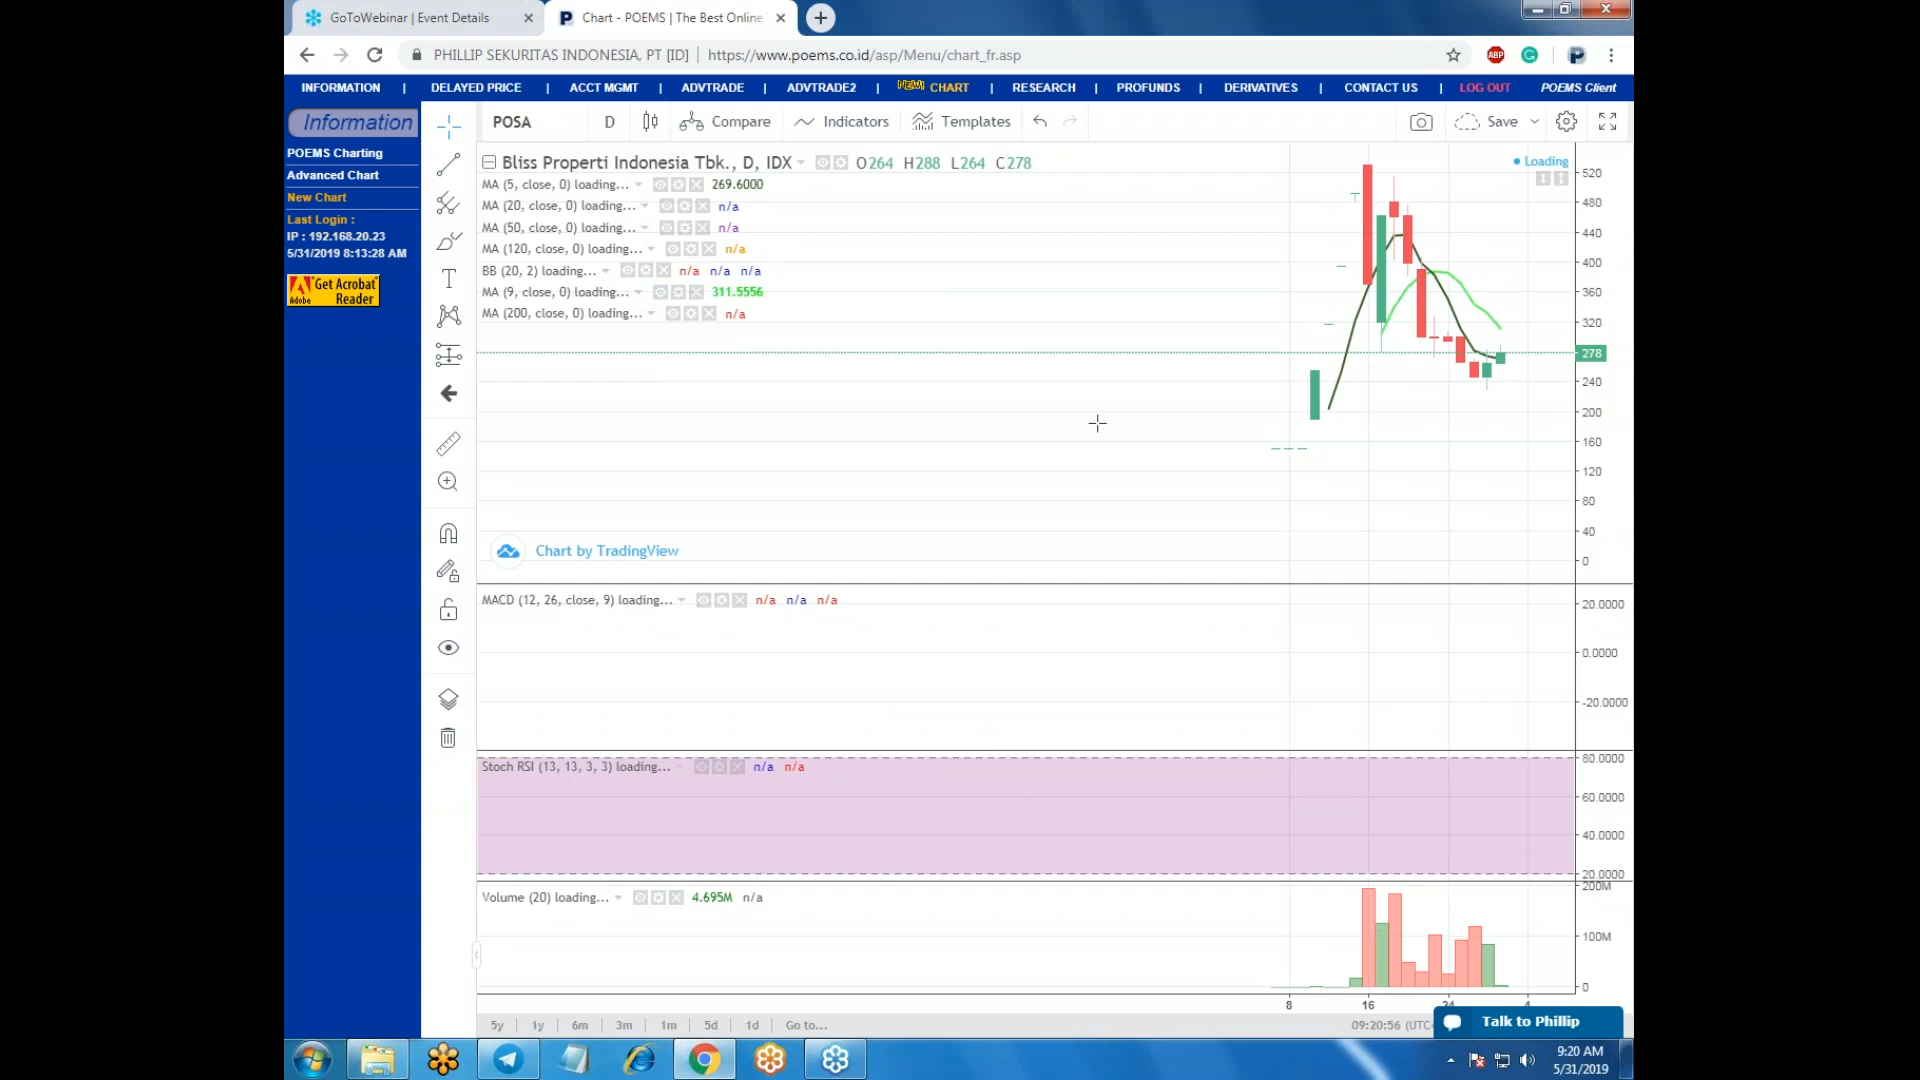 GoToWebinar | Event Details
Chart - POEMS | The Best Online
PHILLIP SEKURITAS INDONESIA, PT [ID] | https://www.poems.co.id/asp/Menu/chart_fr.asp
ABP
INFORMATION | DELAYED PRICE | ACCT MGMT | ADVTRADE | ADVTRADE2 | NEW! CHART | RESEARCH | PROFUNDS | DERIVATIVES | CONTACT US | LOG OUT POEMS Client
Information
POEMS Charting
Advanced Chart
New Chart
Last Login :
IP : 192.168.20.23
5/31/2019 8:13:28 AM
Get Acrobat
Adobe Reader
POSA D Compare Indicators Templates Save
Bliss Properti Indonesia Tbk., D, IDX O264 H288 L264 C278
Loading
MA (5, close, 0) loading... 269.6000
MA (20, close, 0) loading... n/a
MA (50, close, 0) loading... n/a
MA (120, close, 0) loading... n/a
BB (20, 2) loading... n/a n/a n/a
MA (9, close, 0) loading... 311.5556
MA (200, close, 0) loading... n/a
520
480
440
400
360
320
278
240
200
160
120
80
40
0
Chart by TradingView
MACD (12, 26, close, 9) loading... n/a n/a n/a
20.0000
0.0000
-20.0000
Stoch RSI (13, 13, 3, 3) loading... n/a n/a
80.0000
60.0000
40.0000
20.0000
Volume (20) loading... 4.695M n/a
200M
100M
0
8 16 24 4
5y 1y 6m 3m 1m 5d 1d Go to... 09:20:56 (UTC
Talk to Phillip
9:20 AM
5/31/2019